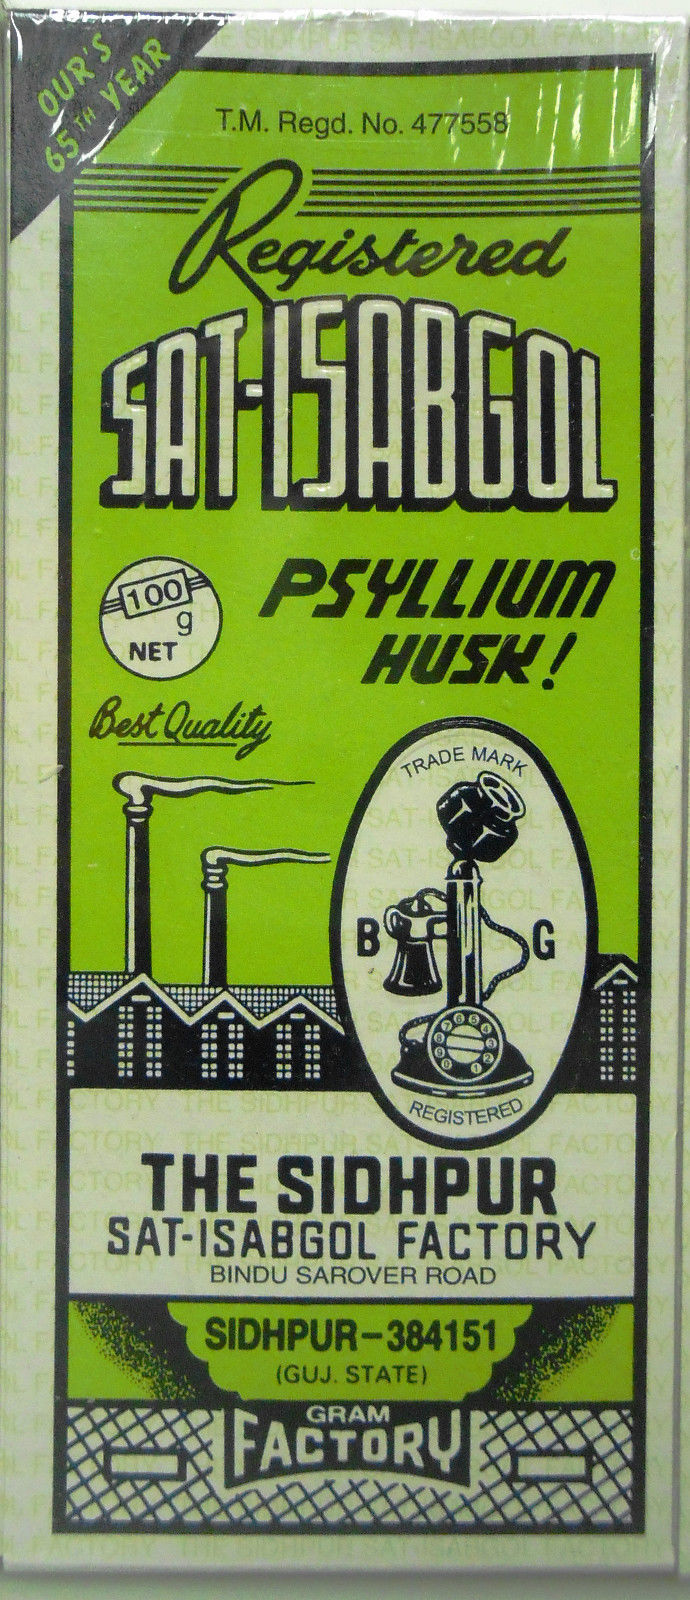 OUR'S
65TH YEAR
T.M. Regd. No. 477558
Registered
SAT-ISABGOL
PSYLLIUM
HUSK!
100
g
NET
Best Quality
TRADE MARK
B G
REGISTERED
THE SIDHPUR
SAT-ISABGOL FACTORY
BINDU SAROVER ROAD
SIDHPUR-384151
(GUJ. STATE)
GRAM
FACTORY